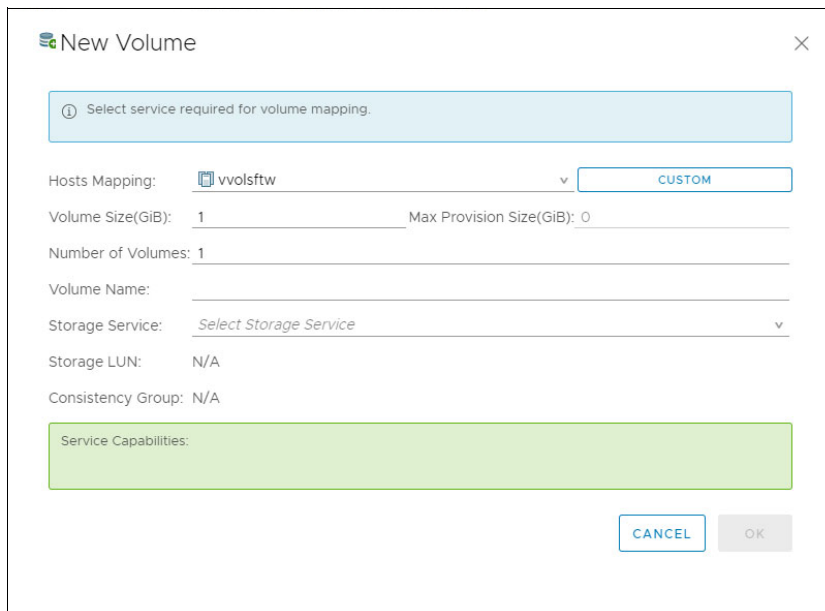 New Volume
Select service required for volume mapping.
Hosts Mapping: vvolsftw CUSTOM
Volume Size(GiB): 1 Max Provision Size(GiB): 0
Number of Volumes: 1
Volume Name:
Storage Service: Select Storage Service
Storage LUN: N/A
Consistency Group: N/A
Service Capabilities:
CANCEL OK